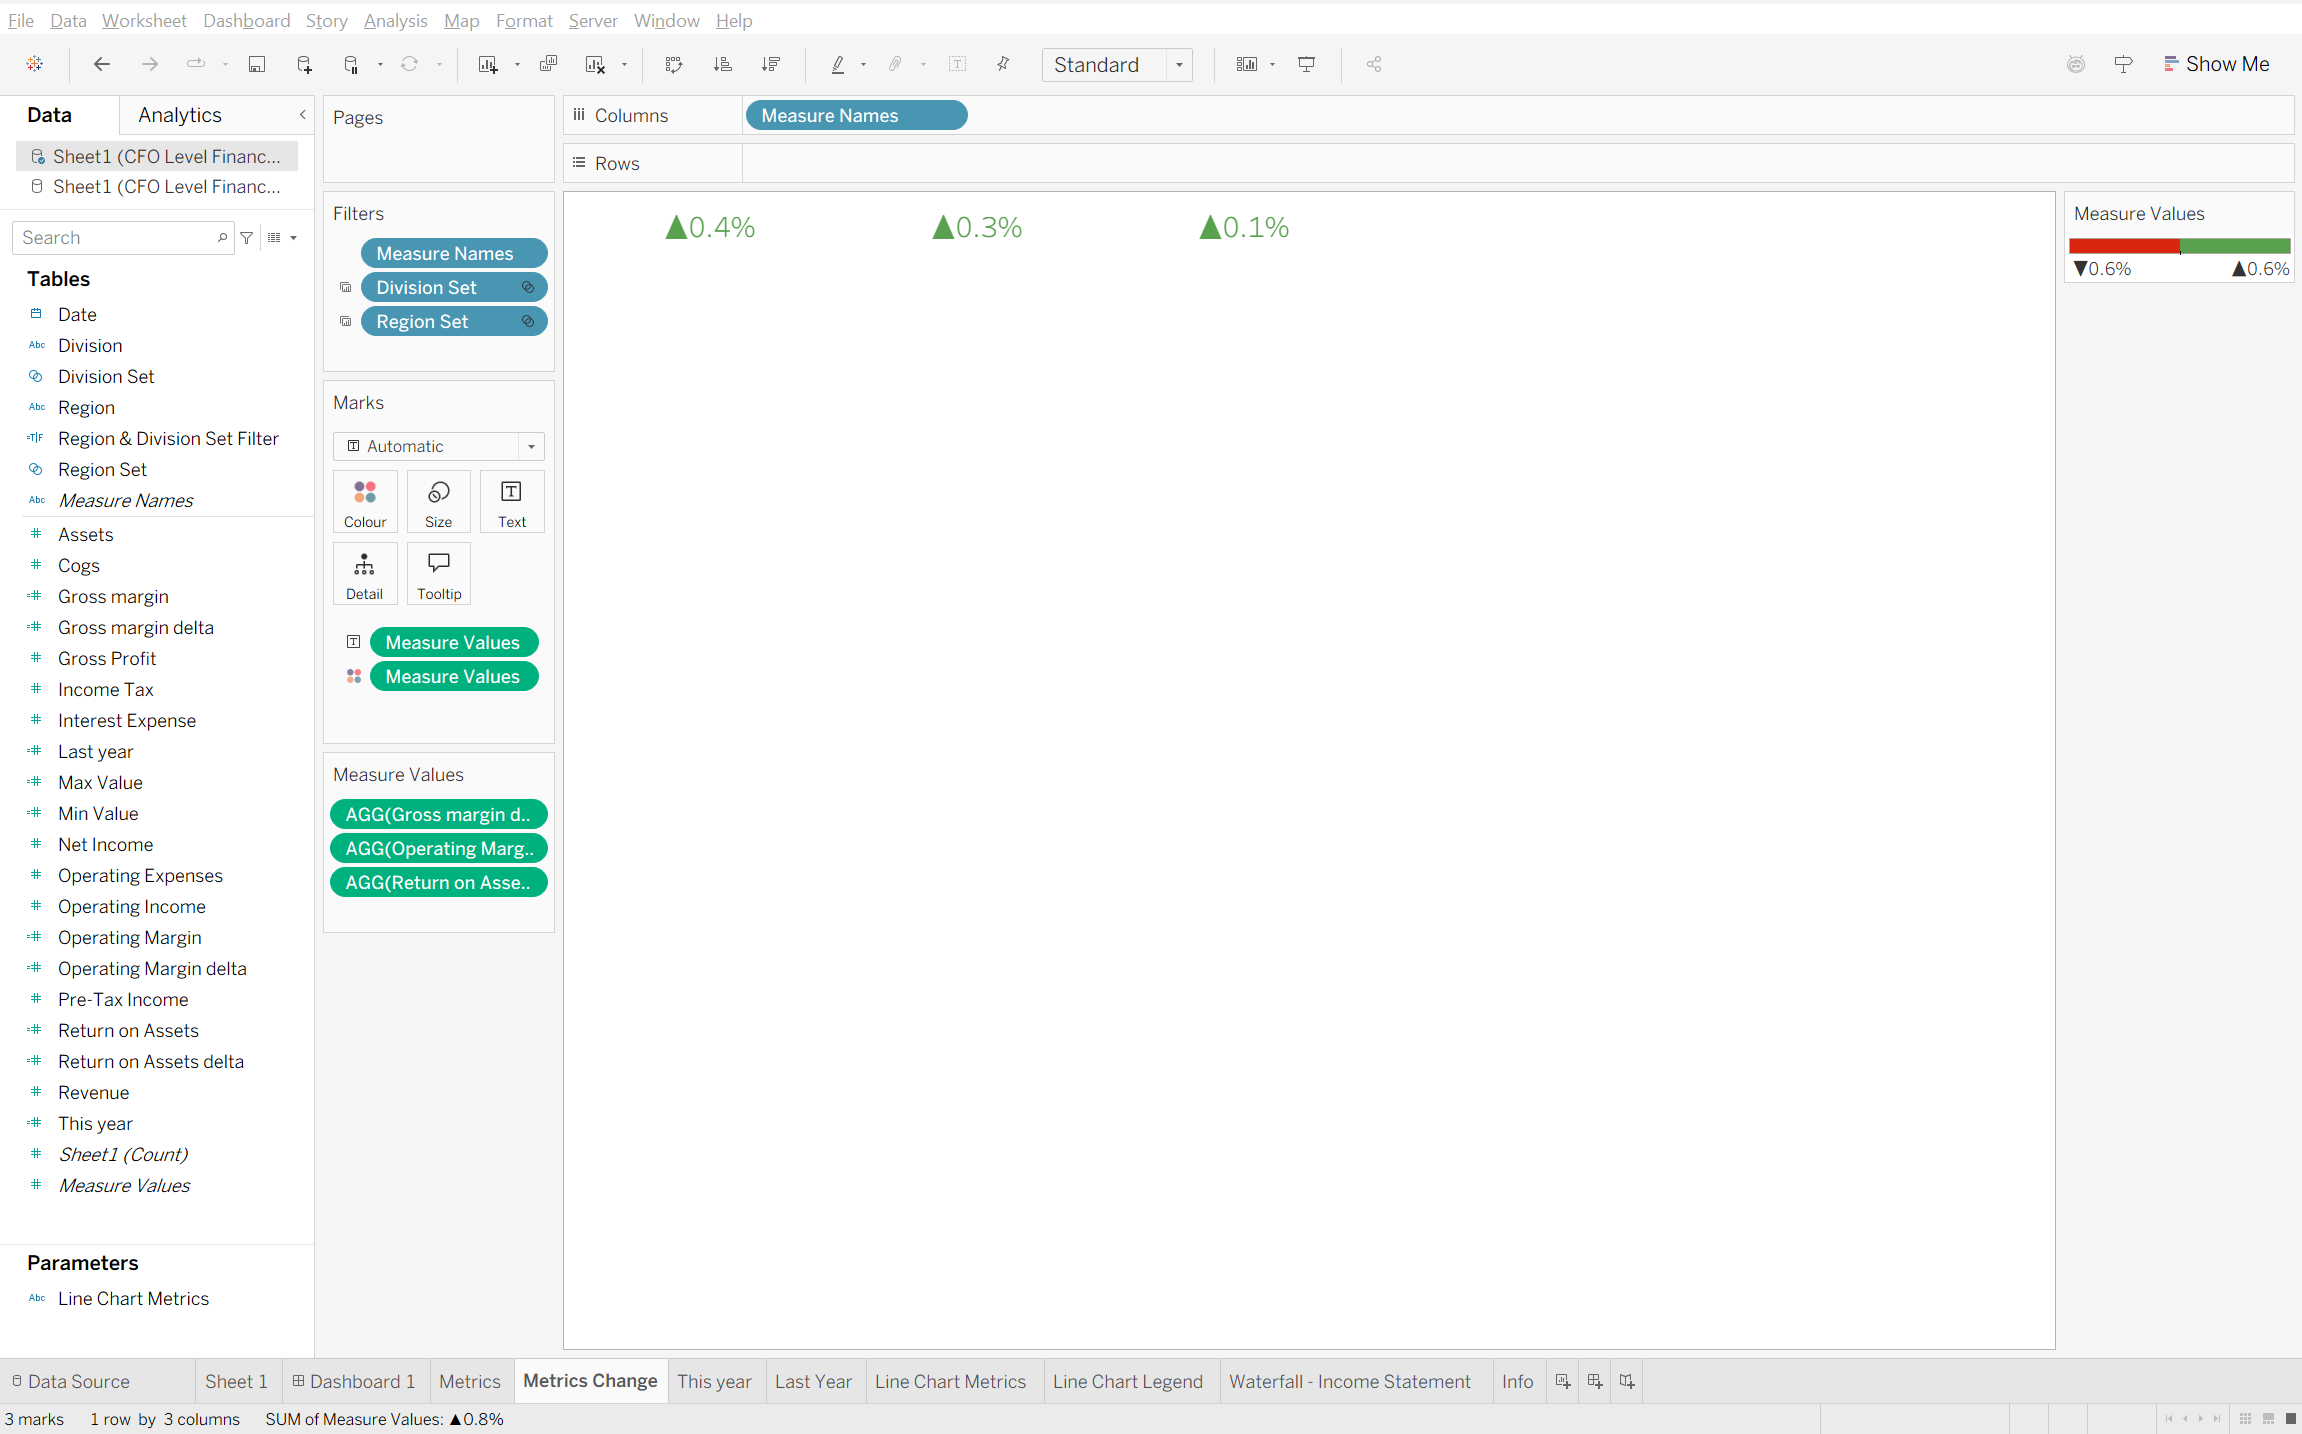 File Data Worksheet Dashboard Story Analysis Map Format Server Window Help
Standard
Show Me
Data Analytics
Sheet1 (CFO Level Financ...
Sheet1 (CFO Level Financ...
Search
Tables
Date
Abc Division
Division Set
Abc Region
=T|F Region & Division Set Filter
Region Set
Abc Measure Names
# Assets
# Cogs
=# Gross margin
=# Gross margin delta
# Gross Profit
# Income Tax
# Interest Expense
=# Last year
=# Max Value
=# Min Value
# Net Income
# Operating Expenses
# Operating Income
=# Operating Margin
=# Operating Margin delta
# Pre-Tax Income
=# Return on Assets
=# Return on Assets delta
# Revenue
=# This year
# Sheet1 (Count)
# Measure Values
Parameters
Abc Line Chart Metrics
Pages
Filters
Measure Names
Division Set
Region Set
Marks
T Automatic
Colour Size Text
Detail Tooltip
T Measure Values
Measure Values
Measure Values
AGG(Gross margin d..
AGG(Operating Marg..
AGG(Return on Asse..
Columns Measure Names
Rows
▲0.4% ▲0.3% ▲0.1%
Measure Values
▼0.6% ▲0.6%
Data Source Sheet 1 Dashboard 1 Metrics Metrics Change This year Last Year Line Chart Metrics Line Chart Legend Waterfall - Income Statement Info
3 marks 1 row by 3 columns SUM of Measure Values: ▲0.8%